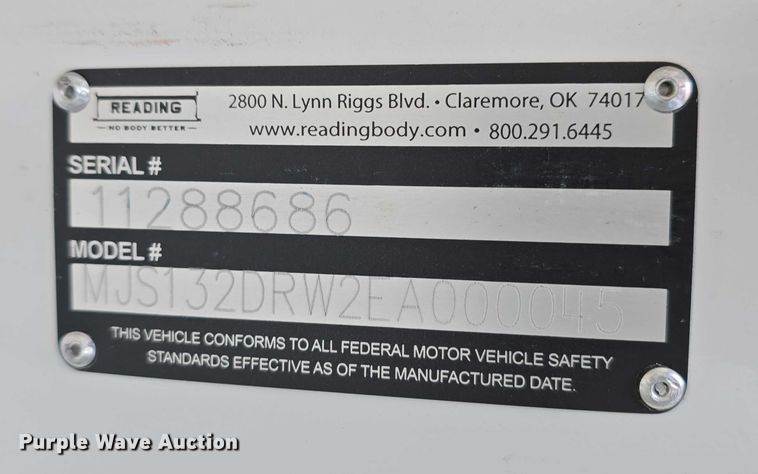 READING
NO BODY BETTER
2800 N. Lynn Riggs Blvd. • Claremore, OK 74017
www.readingbody.com • 800.291.6445
SERIAL #
11288686
MODEL #
MJS132DRW2EA000045
THIS VEHICLE CONFORMS TO ALL FEDERAL MOTOR VEHICLE SAFETY
STANDARDS EFFECTIVE AS OF THE MANUFACTURED DATE.
Purple Wave Auction